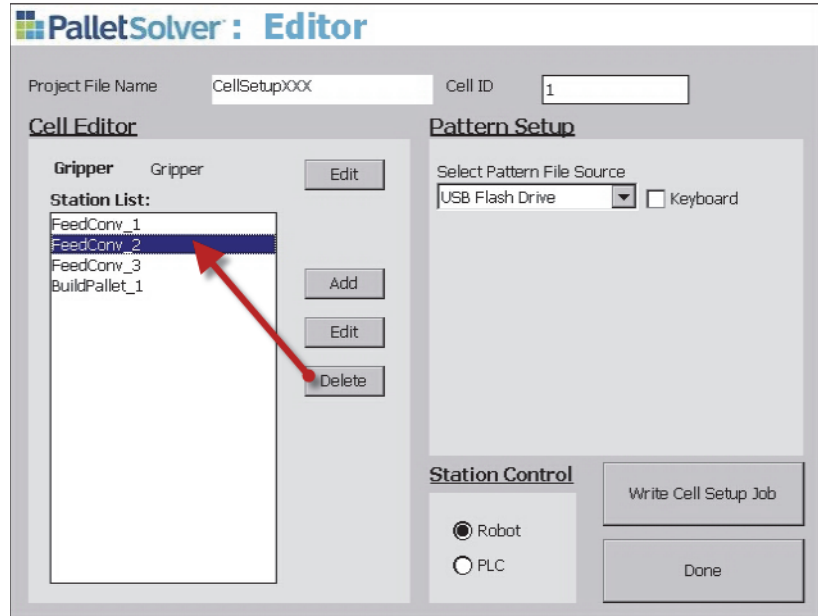 PalletSolver : Editor
Project File Name CellSetupXXX Cell ID 1
Cell Editor
Gripper Gripper Edit
Station List:
FeedConv_1
FeedConv_2
FeedConv_3
BuildPallet_1
Add
Edit
Delete
Pattern Setup
Select Pattern File Source
USB Flash Drive Keyboard
Station Control
Robot
PLC
Write Cell Setup Job
Done